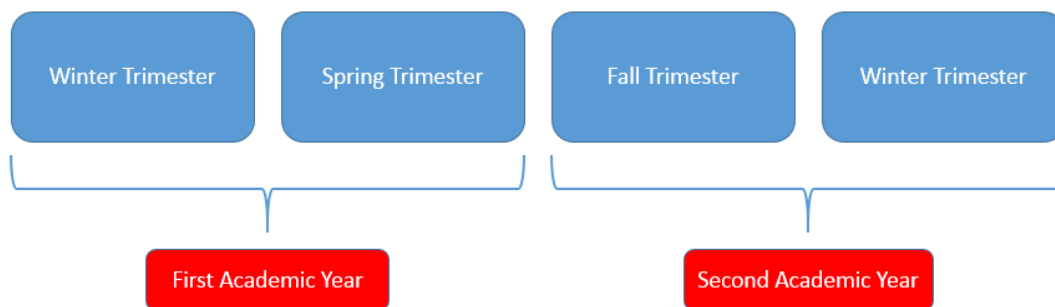 Winter Trimester
Spring Trimester
Fall Trimester
Winter Trimester
First Academic Year
Second Academic Year